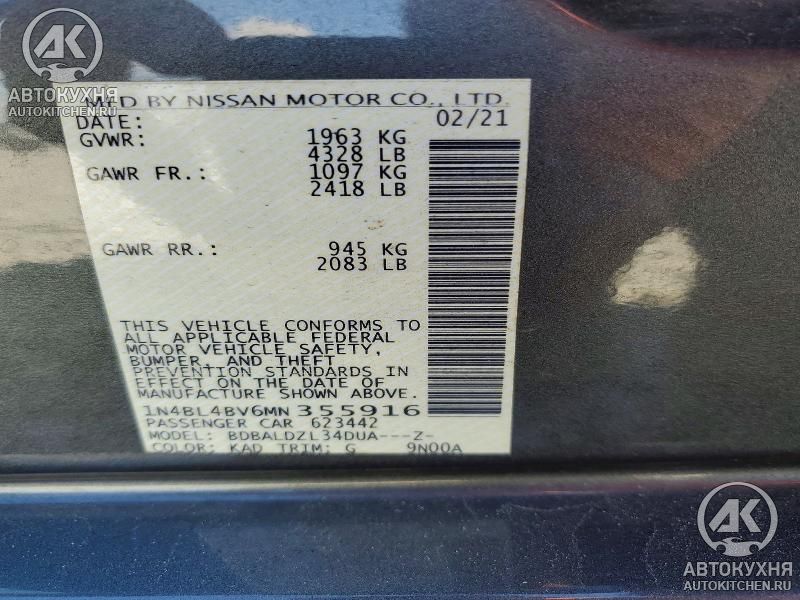 АК
АВТОКУХНЯ
AUTOKITCHEN.RU
MFD BY NISSAN MOTOR CO., LTD.
DATE: 02/21
GVWR: 1963 KG
4328 LB
GAWR FR.: 1097 KG
2418 LB
GAWR RR.: 945 KG
2083 LB
THIS VEHICLE CONFORMS TO
ALL APPLICABLE FEDERAL
MOTOR VEHICLE SAFETY,
BUMPER, AND THEFT
PREVENTION STANDARDS IN
EFFECT ON THE DATE OF
MANUFACTURE SHOWN ABOVE.
1N4BL4BV6MN355916
PASSENGER CAR 623442
MODEL: BDBALDZL34DUA---Z-
COLOR: KAD TRIM: G 9N00A
АК
АВТОКУХНЯ
AUTOKITCHEN.RU